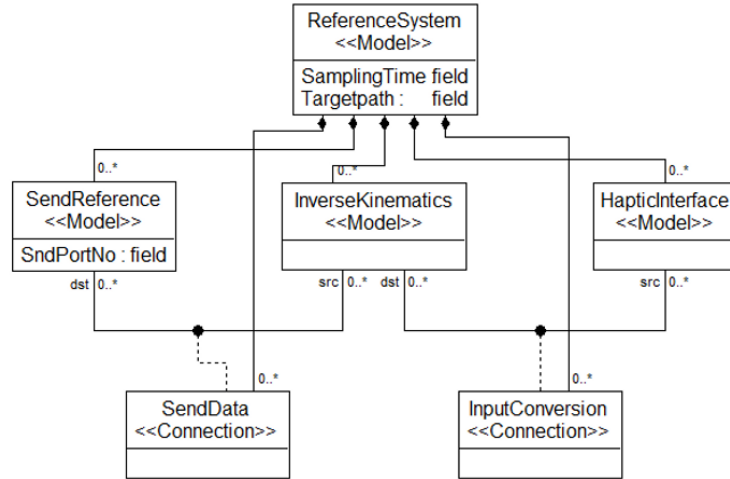 ReferenceSystem
<<Model>>
SamplingTime field
Targetpath : field
0..*
0..*
0..*
SendReference
<<Model>>
SndPortNo : field
InverseKinematics
<<Model>>
HapticInterface
<<Model>>
dst 0..*
src 0..*
dst 0..*
src 0..*
0..*
0..*
SendData
<<Connection>>
InputConversion
<<Connection>>